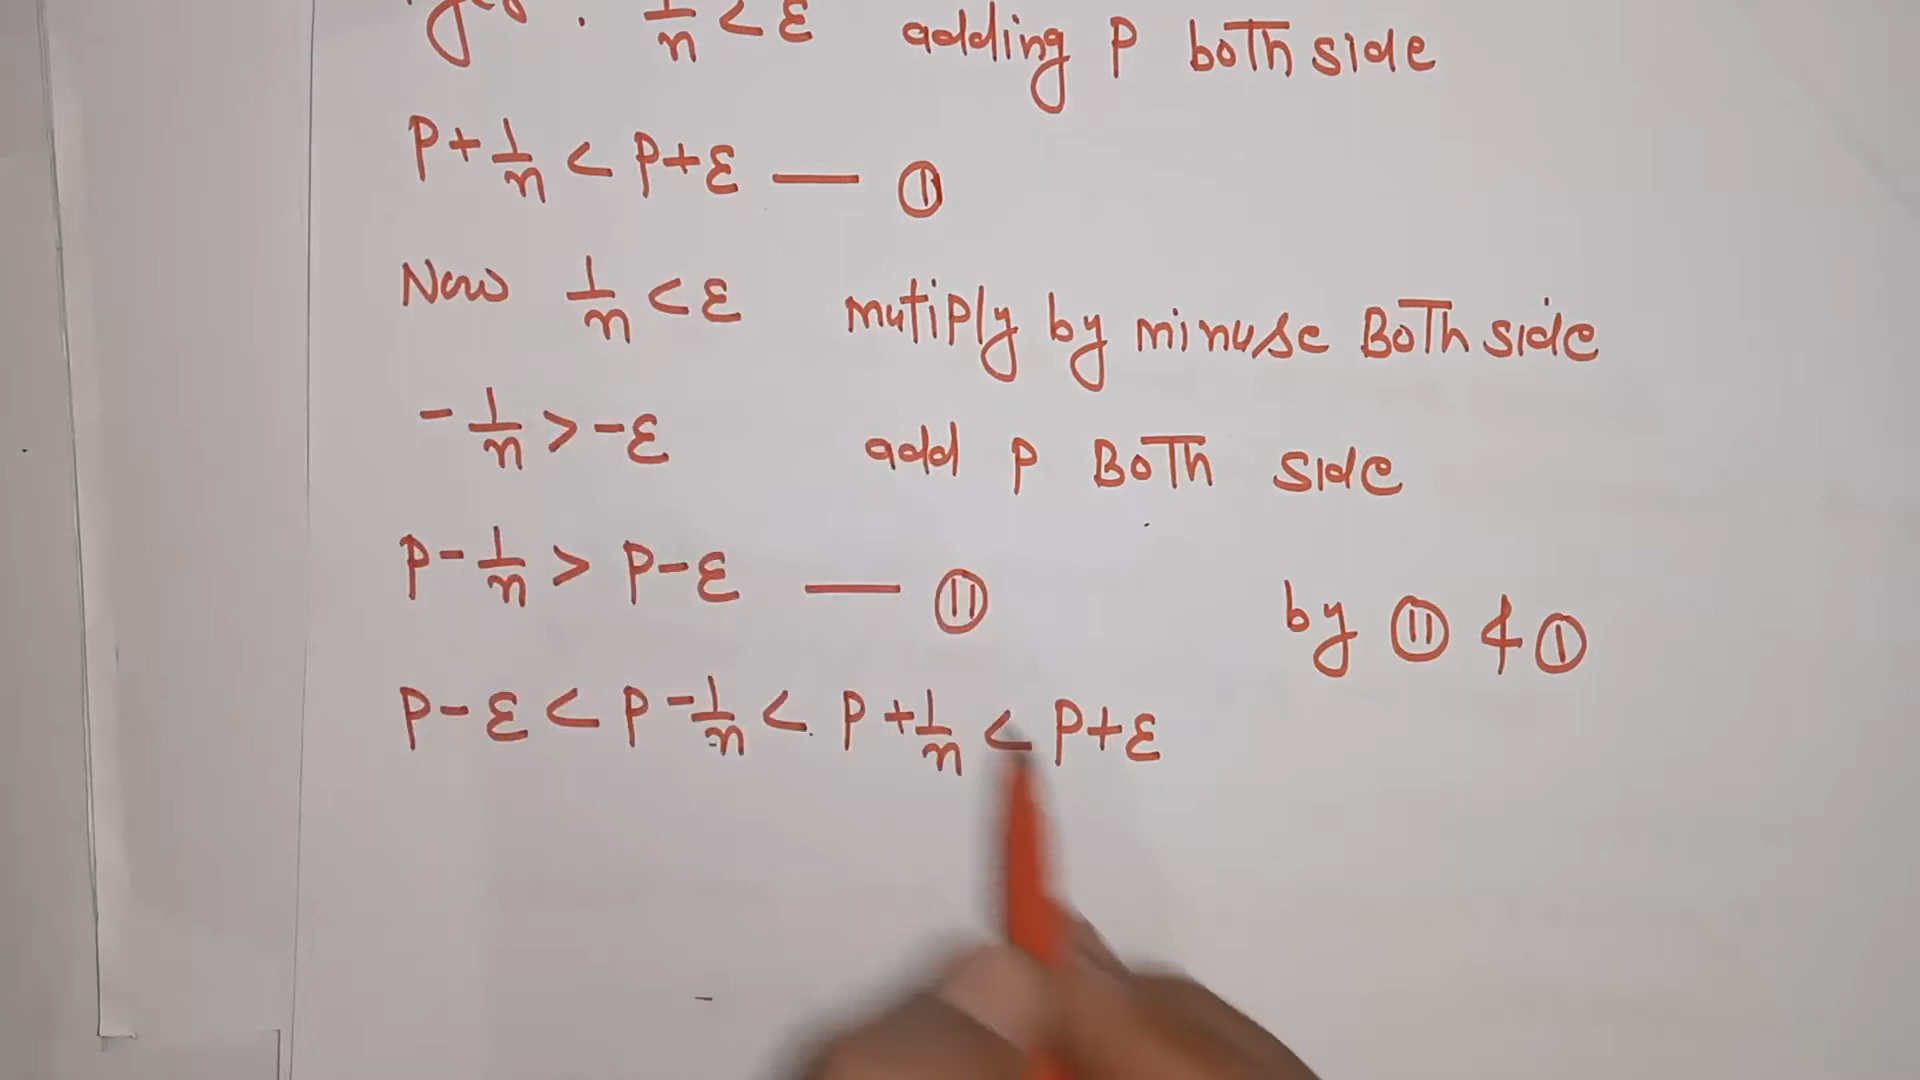 . 1/n < ε adding P both side
P + 1/n < P + ε — ①
Now 1/n < ε mutiply by minuse Both side
- 1/n > - ε add P Both side
P - 1/n > P - ε — ⑪
by ⑪ & ①
P - ε < P - 1/n < P + 1/n < P + ε